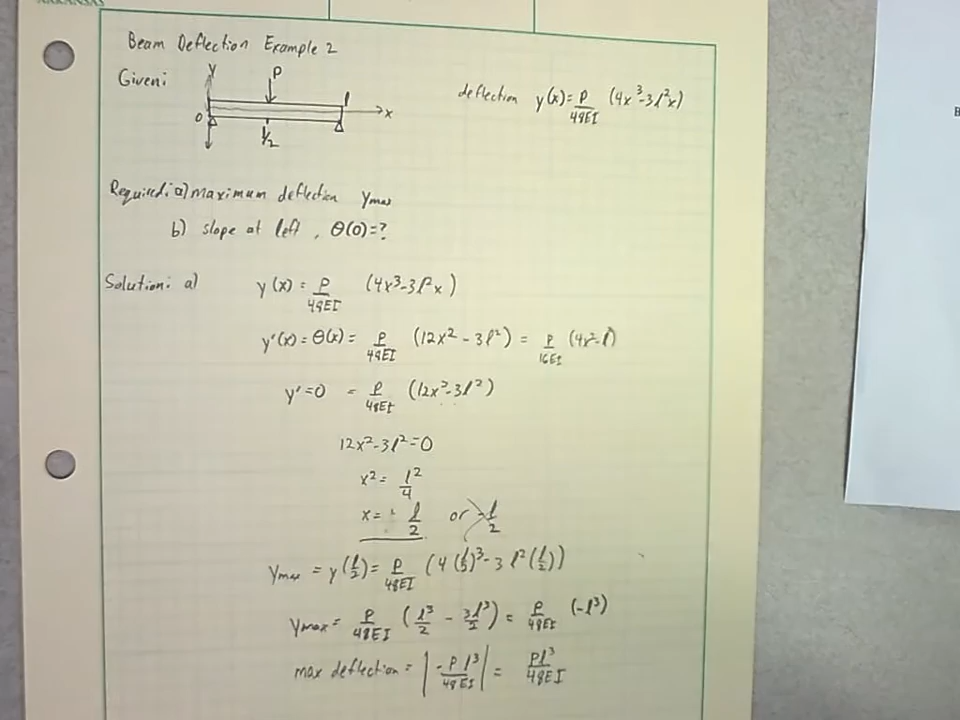 ARKANSAS
Beam Deflection Example 2
Given: y P l x 0 l/2
deflection y(x)= P/48EI (4x³-3l²x)
Required: a) maximum deflection ymax
b) slope at left, θ(0)=?
Solution: a) y(x) = P/48EI (4x³-3l²x)
y'(x) = θ(x) = P/48EI (12x² - 3l²) = P/16EI (4x²-l)
y'=0 = P/48EI (12x²-3l²)
12x²-3l²=0
x² = l²/4
x= l/2 or -l/2
ymax = y(l/2) = P/48EI (4(l/2)³ - 3l²(l/2))
ymax = P/48EI (l³/2 - 3l³/2) = P/48EI (-l³)
max deflection = |-Pl³/48EI| = Pl³/48EI